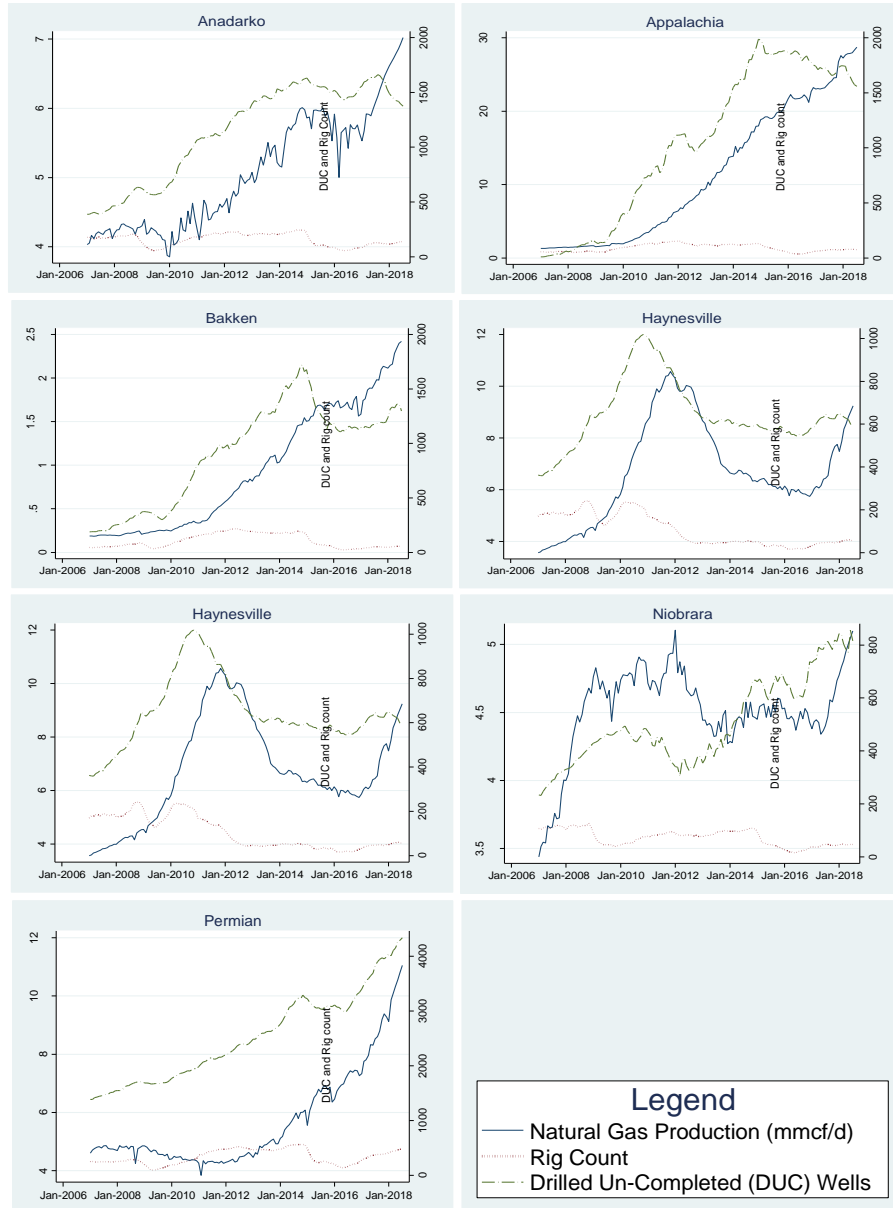 Anadarko
7
6
5
4
2000
1500
1000
500
0
DUC and Rig Count
Jan-2006 Jan-2008 Jan-2010 Jan-2012 Jan-2014 Jan-2016 Jan-2018
Appalachia
30
20
10
0
2000
1500
1000
500
0
DUC and Rig count
Jan-2006 Jan-2008 Jan-2010 Jan-2012 Jan-2014 Jan-2016 Jan-2018
Bakken
2.5
2
1.5
1
.5
0
2000
1500
1000
500
0
DUC and Rig count
Jan-2006 Jan-2008 Jan-2010 Jan-2012 Jan-2014 Jan-2016 Jan-2018
Haynesville
12
10
8
6
4
1000
800
600
400
200
0
DUC and Rig count
Jan-2006 Jan-2008 Jan-2010 Jan-2012 Jan-2014 Jan-2016 Jan-2018
Haynesville
12
10
8
6
4
1000
800
600
400
200
0
DUC and Rig count
Jan-2006 Jan-2008 Jan-2010 Jan-2012 Jan-2014 Jan-2016 Jan-2018
Niobrara
5
4.5
4
3.5
800
600
400
200
0
DUC and Rig count
Jan-2006 Jan-2008 Jan-2010 Jan-2012 Jan-2014 Jan-2016 Jan-2018
Permian
12
10
8
6
4
4000
3000
2000
1000
0
DUC and Rig count
Jan-2006 Jan-2008 Jan-2010 Jan-2012 Jan-2014 Jan-2016 Jan-2018
Legend
Natural Gas Production (mmcf/d)
Rig Count
Drilled Un-Completed (DUC) Wells